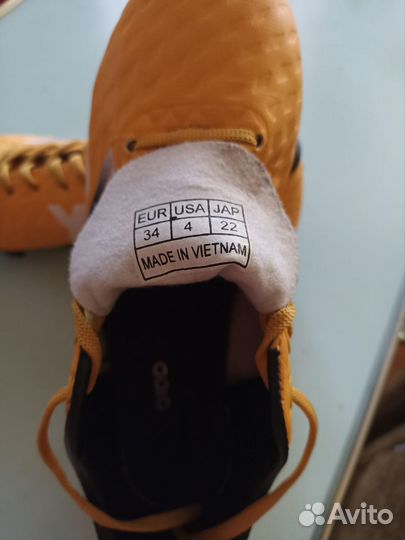 EUR USA JAP
34 4 22
MADE IN VIETNAM
Avito